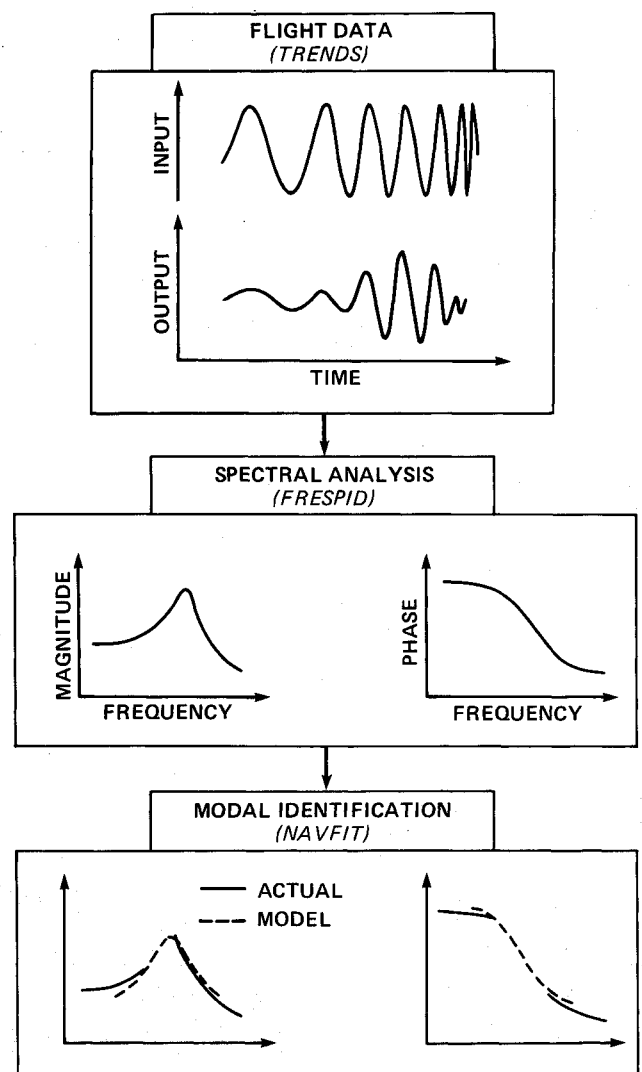 FLIGHT DATA
(TRENDS)
INPUT
OUTPUT
TIME
SPECTRAL ANALYSIS
(FRESPID)
MAGNITUDE
FREQUENCY
PHASE
FREQUENCY
MODAL IDENTIFICATION
(NAVFIT)
ACTUAL
MODEL